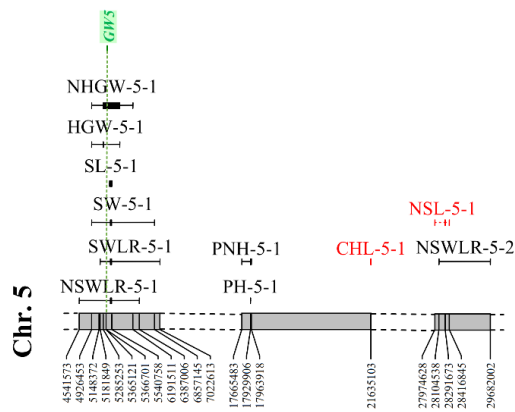 GW5
NHGW-5-1
HGW-5-1
SL-5-1
SW-5-1
NSL-5-1
SWLR-5-1
PNH-5-1
CHL-5-1
NSWLR-5-2
NSWLR-5-1
PH-5-1
Chr. 5
4541573
4926453
5148372
5181849
5285253
5365121
5366701
5540758
6191511
6387006
6857145
7022613
17665483
17929906
17963918
21635103
27974628
28104538
28291673
28416845
29682002